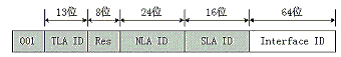 13位 8位 24位 16位 64位
001 TLA ID Res NLA ID SLA ID Interface ID